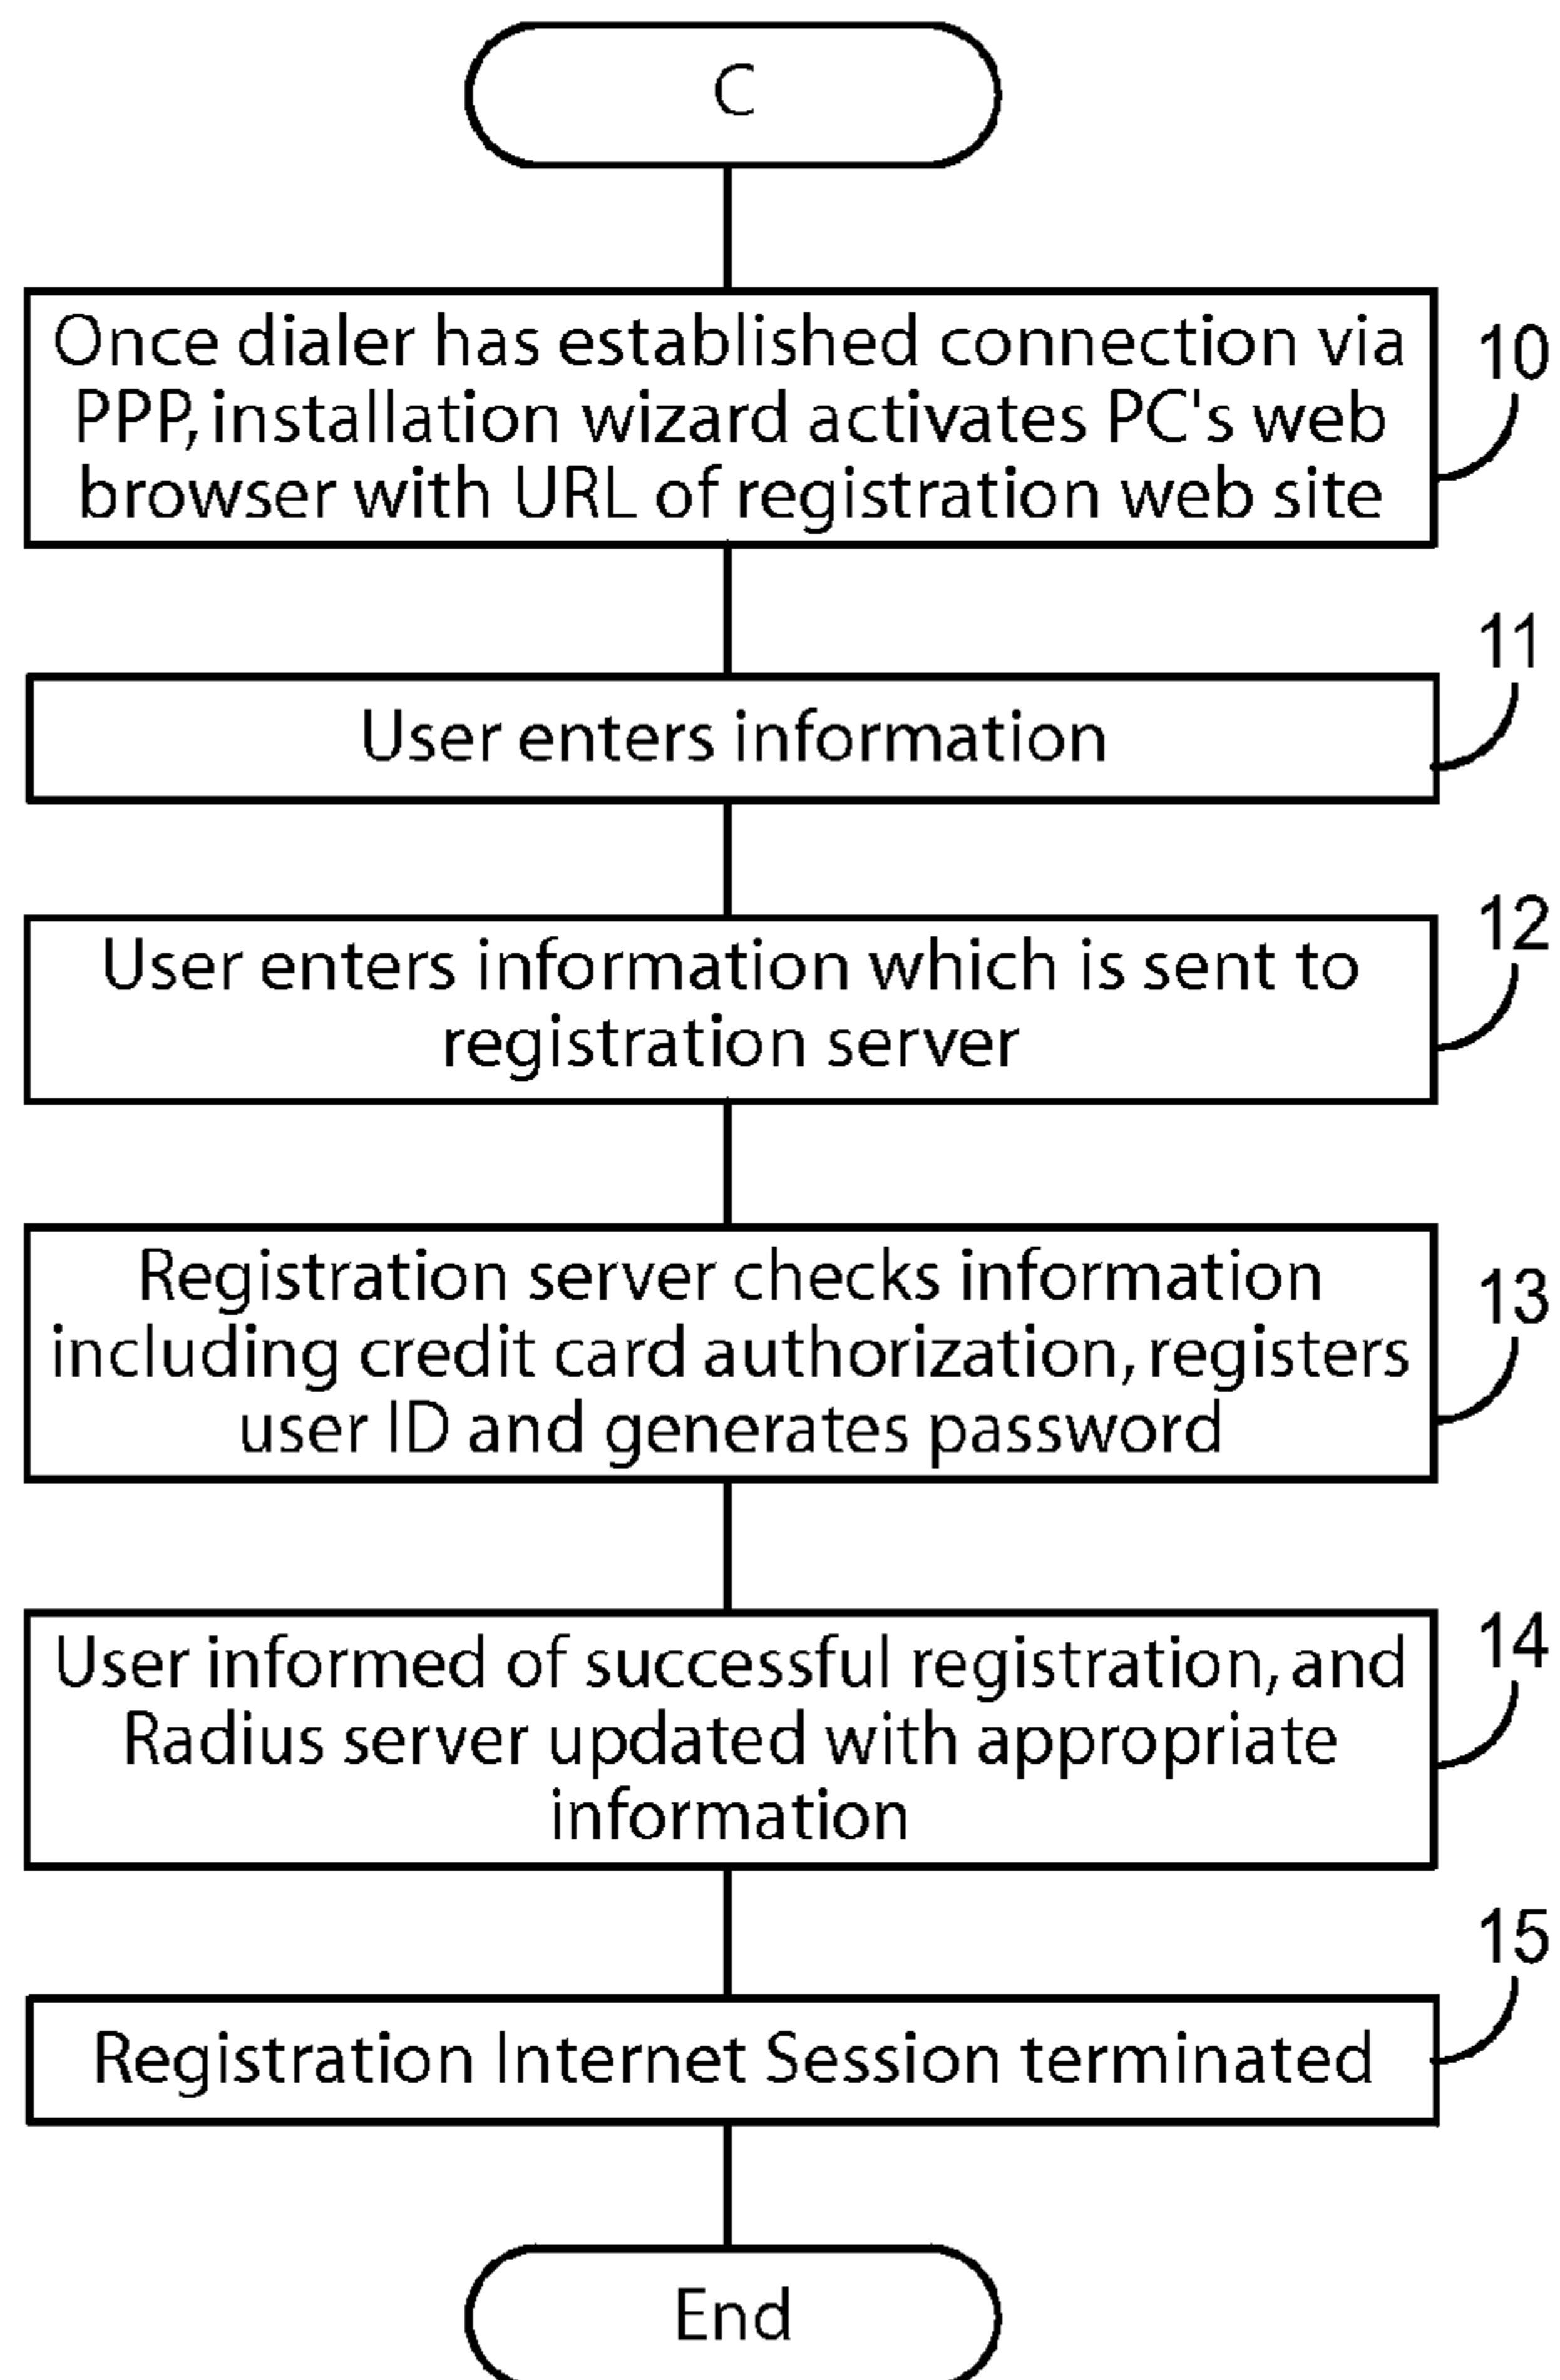 C
Once dialer has established connection via
PPP, installation wizard activates PC's web
browser with URL of registration web site
10
User enters information
11
User enters information which is sent to
registration server
12
Registration server checks information
including credit card authorization, registers
user ID and generates password
13
User informed of successful registration, and
Radius server updated with appropriate
information
14
Registration Internet Session terminated
15
End